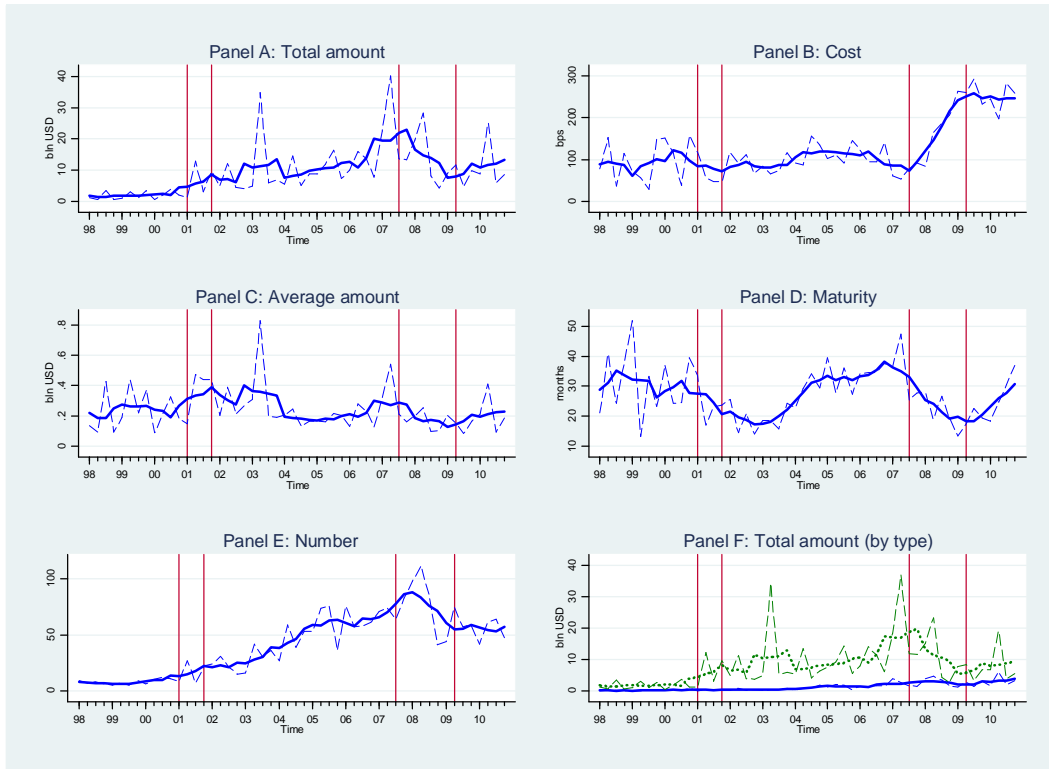 Panel A: Total amount
bln USD
0 10 20 30 40
98 99 00 01 02 03 04 05 06 07 08 09 10
Time
Panel B: Cost
bps
0 100 200 300
98 99 00 01 02 03 04 05 06 07 08 09 10
Time
Panel C: Average amount
bln USD
0 .2 .4 .6 .8
98 99 00 01 02 03 04 05 06 07 08 09 10
Time
Panel D: Maturity
months
10 20 30 40 50
98 99 00 01 02 03 04 05 06 07 08 09 10
Time
Panel E: Number
0 50 100
98 99 00 01 02 03 04 05 06 07 08 09 10
Time
Panel F: Total amount (by type)
bln USD
0 10 20 30 40
98 99 00 01 02 03 04 05 06 07 08 09 10
Time